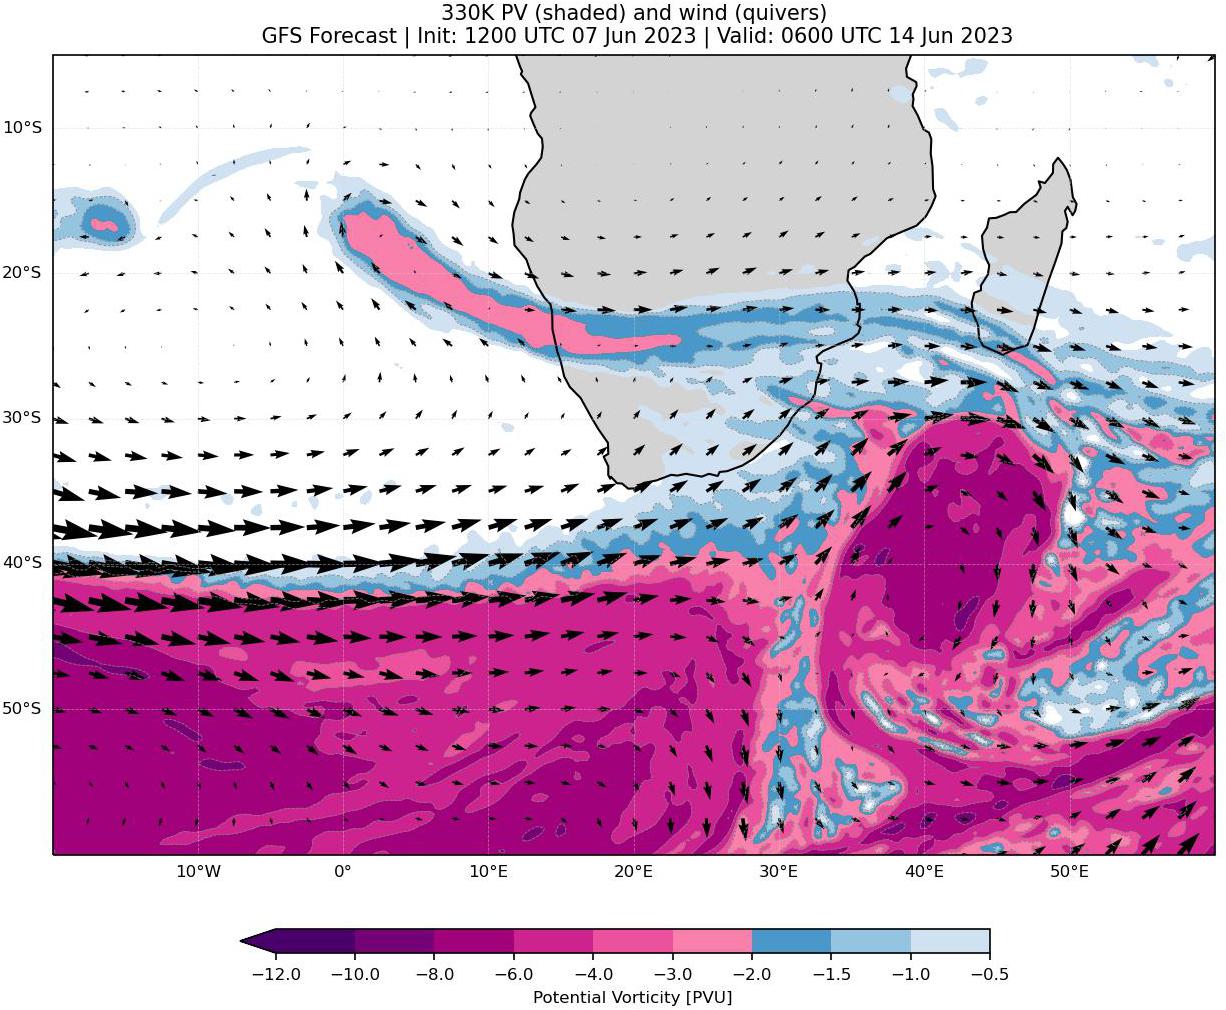 330K PV (shaded) and wind (quivers)
GFS Forecast | Init: 1200 UTC 07 Jun 2023 | Valid: 0600 UTC 14 Jun 2023
10°S
20°S
30°S
40°S
50°S
10°W 0° 10°E 20°E 30°E 40°E 50°E
−12.0 −10.0 −8.0 −6.0 −4.0 −3.0 −2.0 −1.5 −1.0 −0.5
Potential Vorticity [PVU]